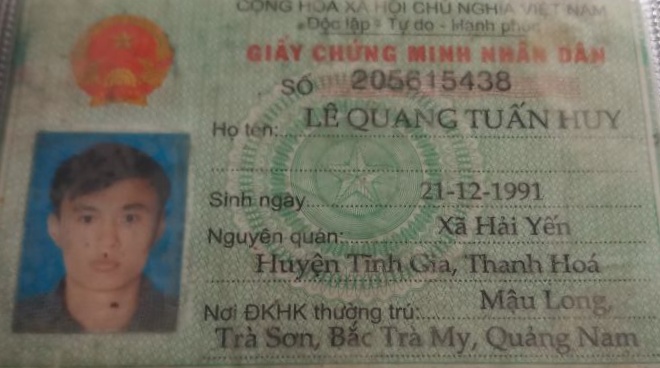 CỘNG HÒA XÃ HỘI CHỦ NGHĨA VIỆT NAM
Độc lập - Tự do - Hạnh phúc
GIẤY CHỨNG MINH NHÂN DÂN
SỐ 205615438
Họ tên: LÊ QUANG TUẤN HUY
Sinh ngày 21-12-1991
Nguyên quán: Xã Hải Yến
Huyện Tĩnh Gia, Thanh Hoá
Nơi ĐKHK thường trú: Mậu Long,
Trà Sơn, Bắc Trà My, Quảng Nam